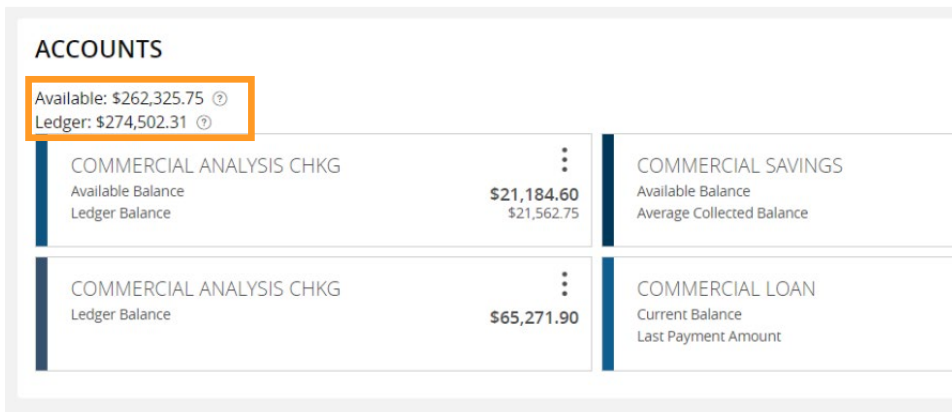 ACCOUNTS
Available: $262,325.75 ?
Ledger: $274,502.31 ?
COMMERCIAL ANALYSIS CHKG
Available Balance $21,184.60
Ledger Balance $21,562.75
COMMERCIAL SAVINGS
Available Balance
Average Collected Balance
COMMERCIAL ANALYSIS CHKG
Ledger Balance $65,271.90
COMMERCIAL LOAN
Current Balance
Last Payment Amount